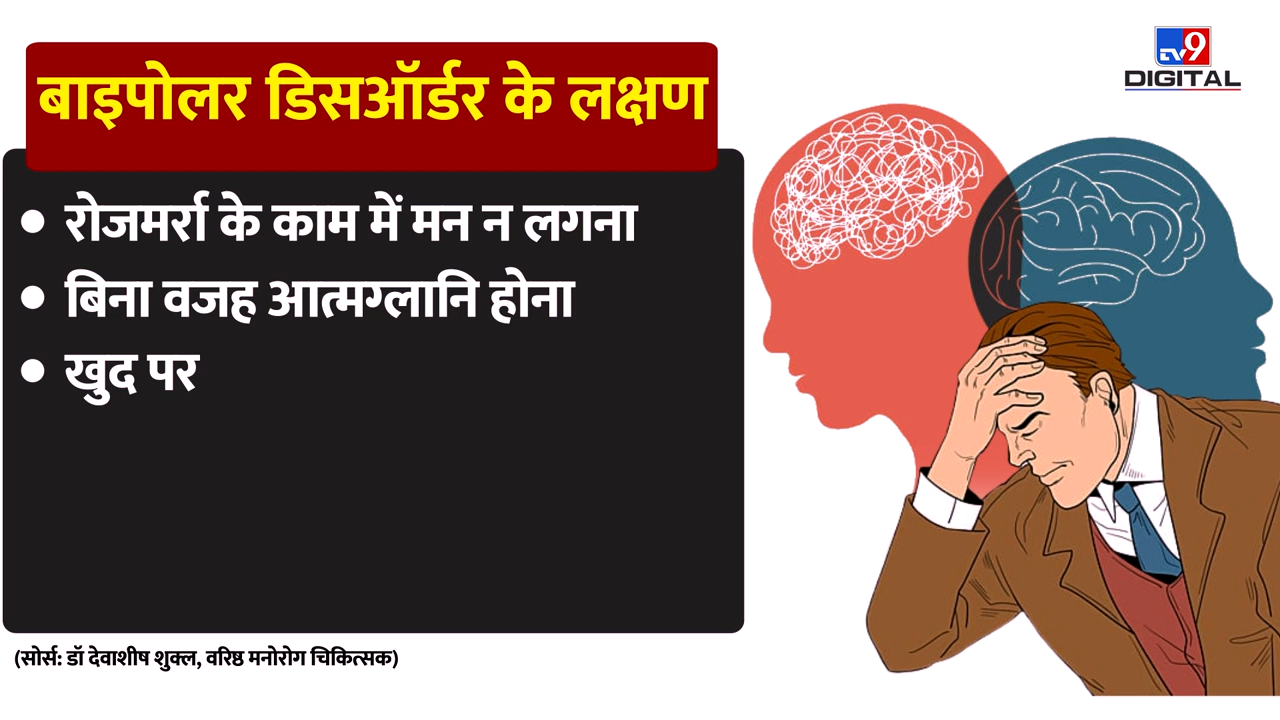 बाइपोलर डिसऑर्डर के लक्षण
TV9
DIGITAL
• रोजमर्रा के काम में मन न लगना
• बिना वजह आत्मग्लानि होना
• खुद पर
(सोर्स: डॉ देवाशीष शुक्ल, वरिष्ठ मनोरोग चिकित्सक)